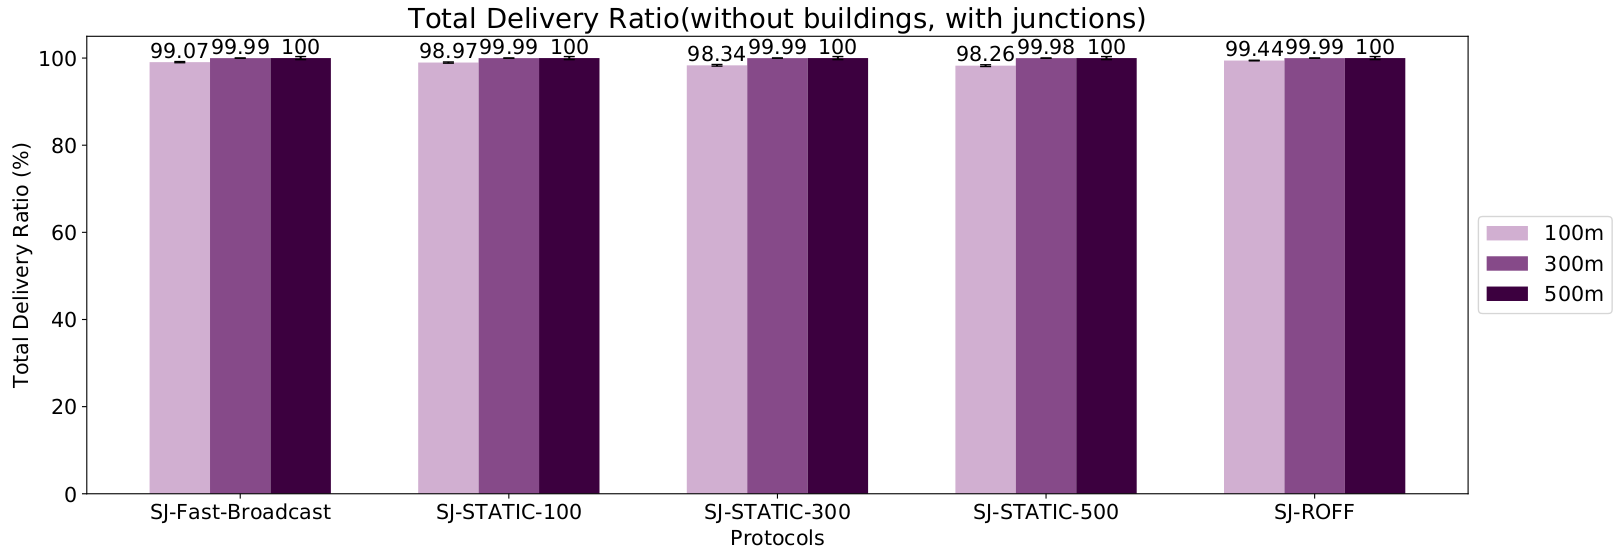 Total Delivery Ratio(without buildings, with junctions)
99.07 99.99 100 98.97 99.99 100 98.34 99.99 100 98.26 99.98 100 99.44 99.99 100
100
80
60
40
20
0
Total Delivery Ratio (%)
SJ-Fast-Broadcast SJ-STATIC-100 SJ-STATIC-300 SJ-STATIC-500 SJ-ROFF
Protocols
100m
300m
500m